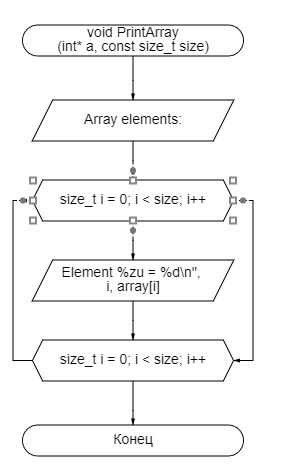 void PrintArray
(int* a, const size_t size)
Array elements:
size_t i = 0; i < size; i++
Element %zu = %d\n",
i, array[i]
size_t i = 0; i < size; i++
Конец